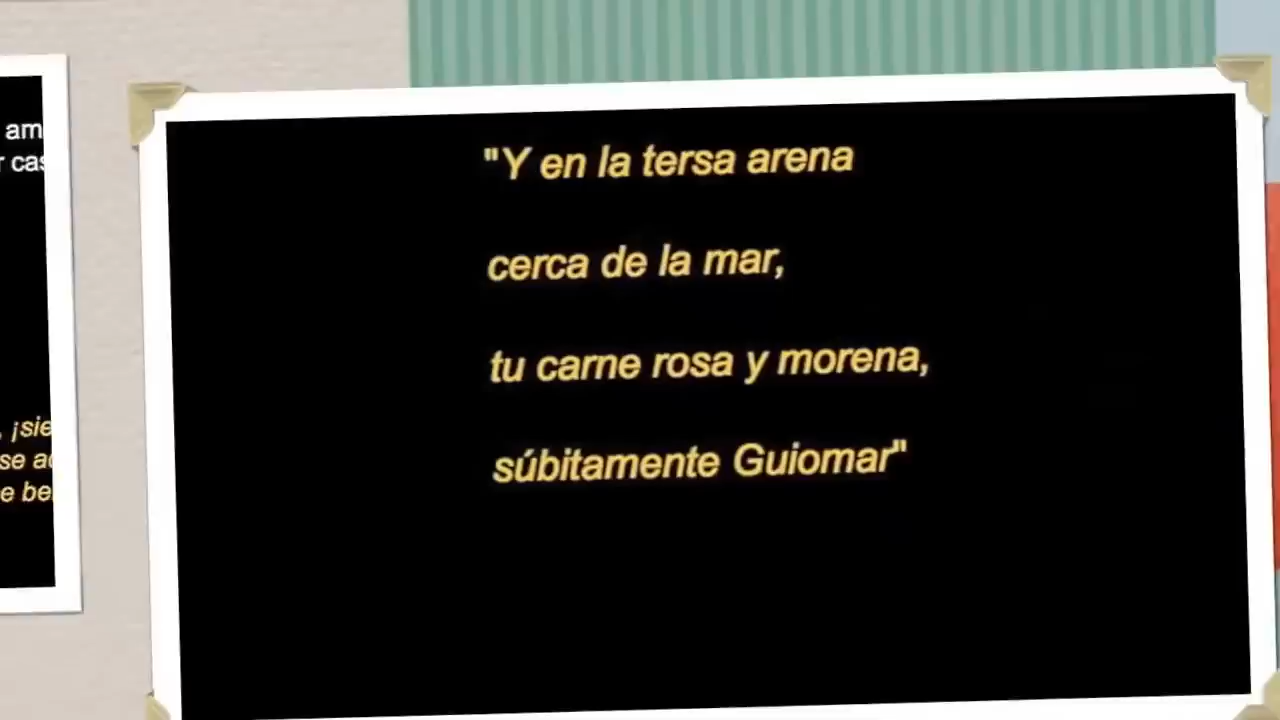 "Y en la tersa arena
cerca de la mar,
tu carne rosa y morena,
súbitamente Guiomar"